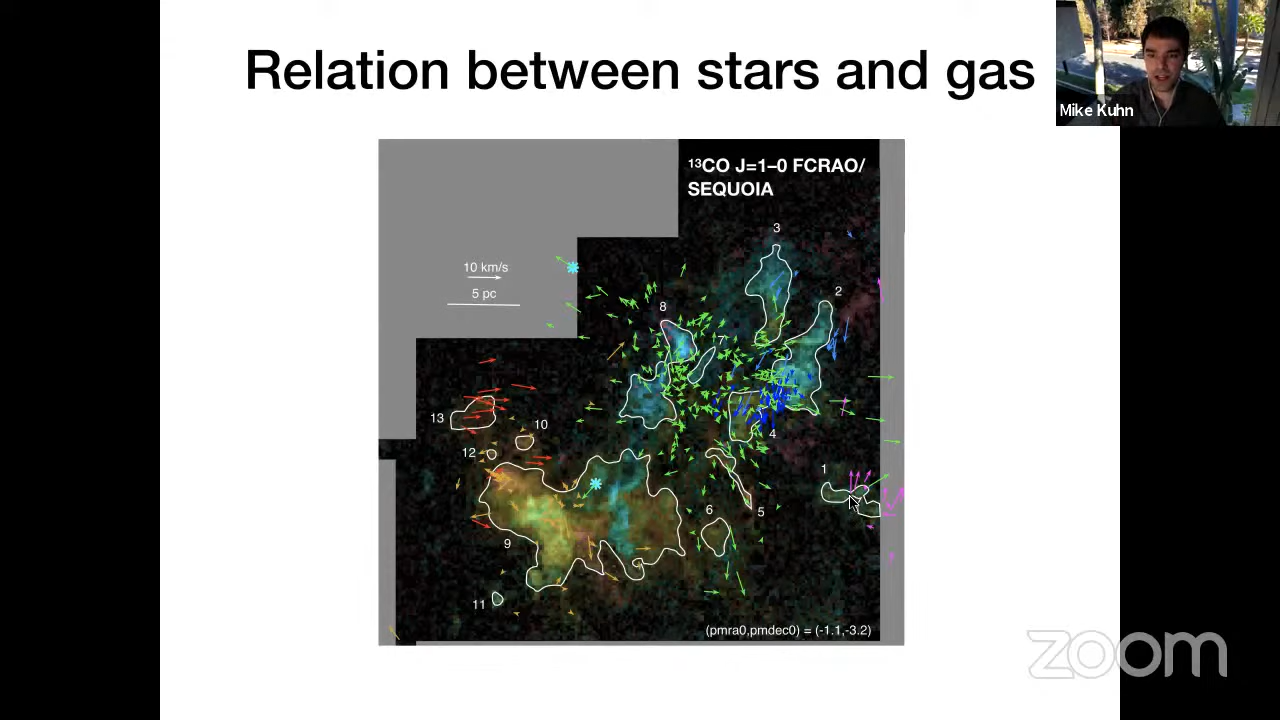 Relation between stars and gas
Mike Kuhn
¹³CO J=1–0 FCRAO/
SEQUOIA
3
10 km/s
5 pc
2
8
7
13
10
4
12
1
6
5
9
11
(pmra0,pmdec0) = (-1.1,-3.2)
zoom